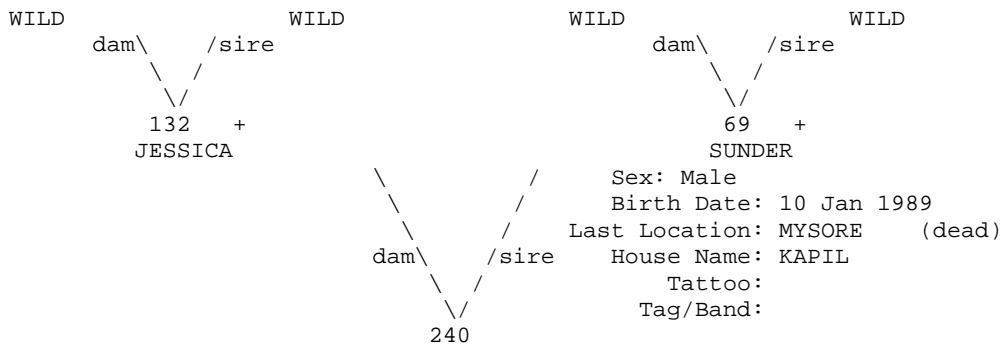 WILD WILD WILD WILD
dam\ /sire dam\ /sire
\ / \ /
\/ \/
132 + 69 +
JESSICA SUNDER
\ / Sex: Male
\ / Birth Date: 10 Jan 1989
\ / Last Location: MYSORE (dead)
dam\ /sire House Name: KAPIL
\ / Tattoo:
\/ Tag/Band:
240